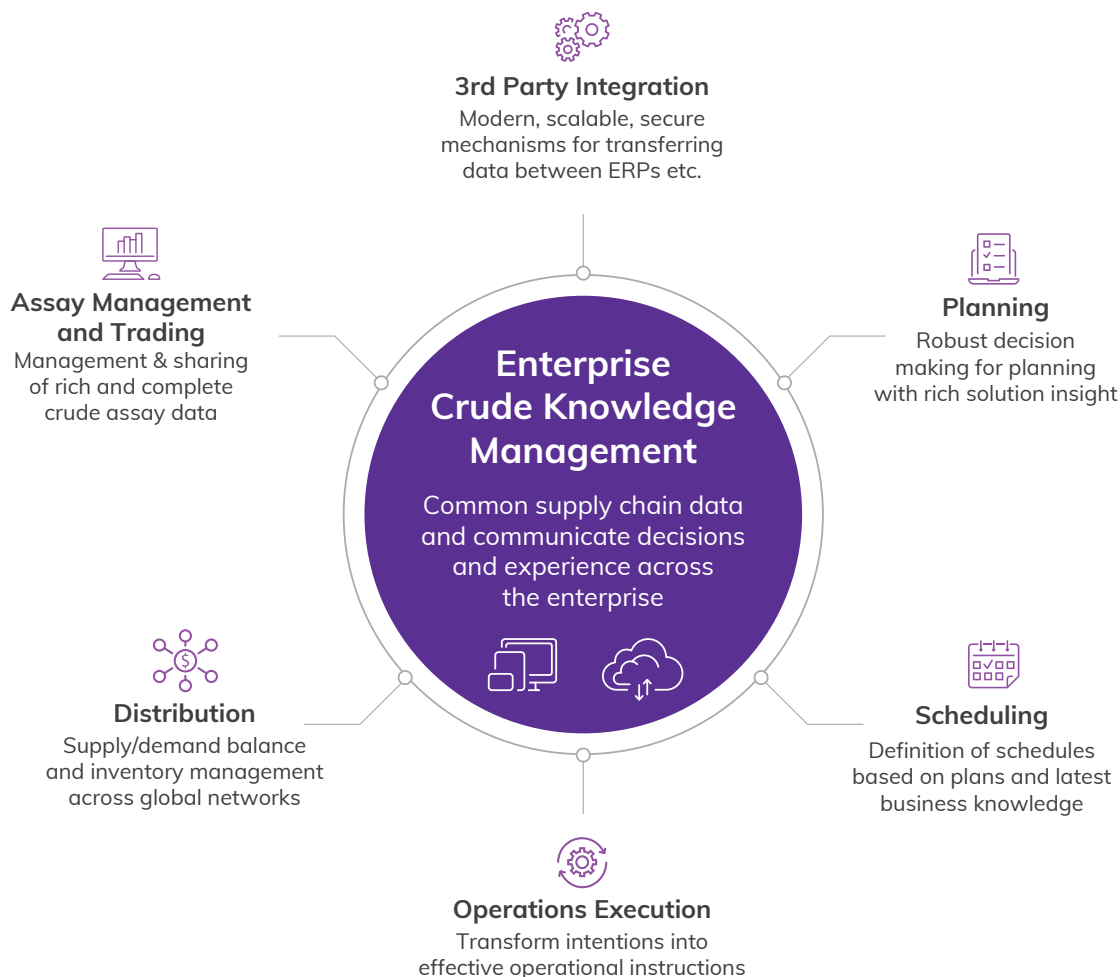 3rd Party Integration
Modern, scalable, secure
mechanisms for transferring
data between ERPs etc.
Assay Management
and Trading
Management & sharing
of rich and complete
crude assay data
Planning
Robust decision
making for planning
with rich solution insight
Enterprise
Crude Knowledge
Management
Common supply chain data
and communicate decisions
and experience across
the enterprise
$
Distribution
Supply/demand balance
and inventory management
across global networks
Scheduling
Definition of schedules
based on plans and latest
business knowledge
Operations Execution
Transform intentions into
effective operational instructions